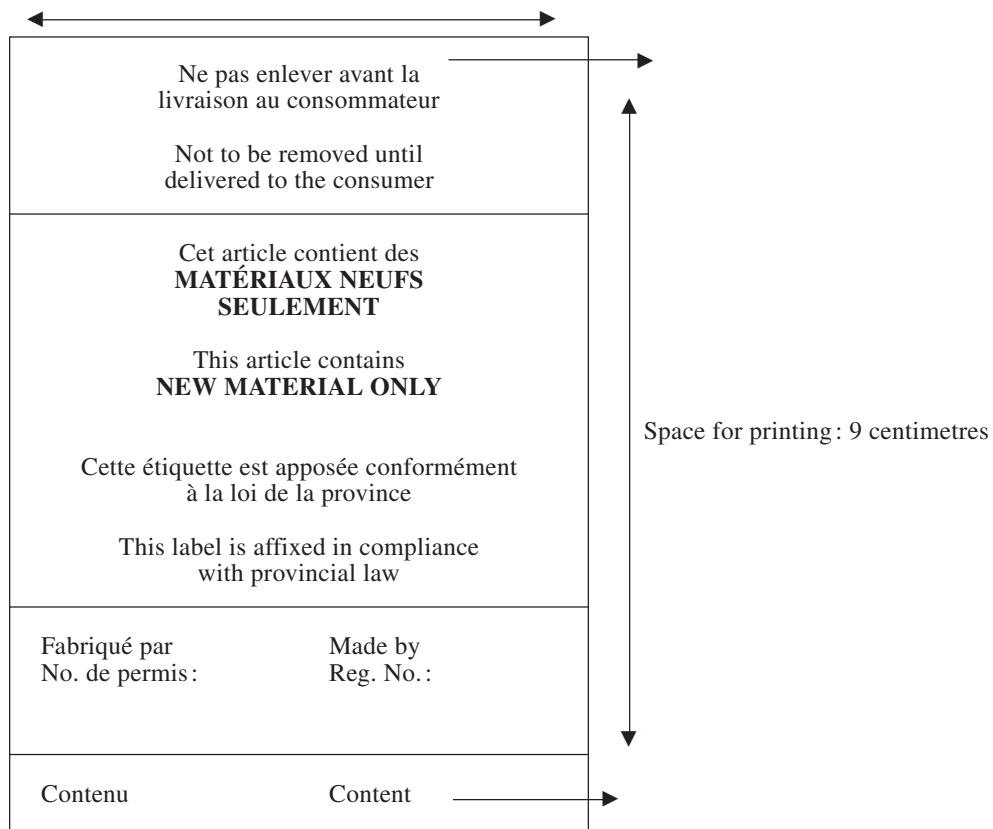 Ne pas enlever avant la
livraison au consommateur
Not to be removed until
delivered to the consumer
Cet article contient des
MATÉRIAUX NEUFS
SEULEMENT
This article contains
NEW MATERIAL ONLY
Space for printing: 9 centimetres
Cette étiquette est apposée conformément
à la loi de la province
This label is affixed in compliance
with provincial law
Fabriqué par Made by
No. de permis: Reg. No.:
Contenu Content